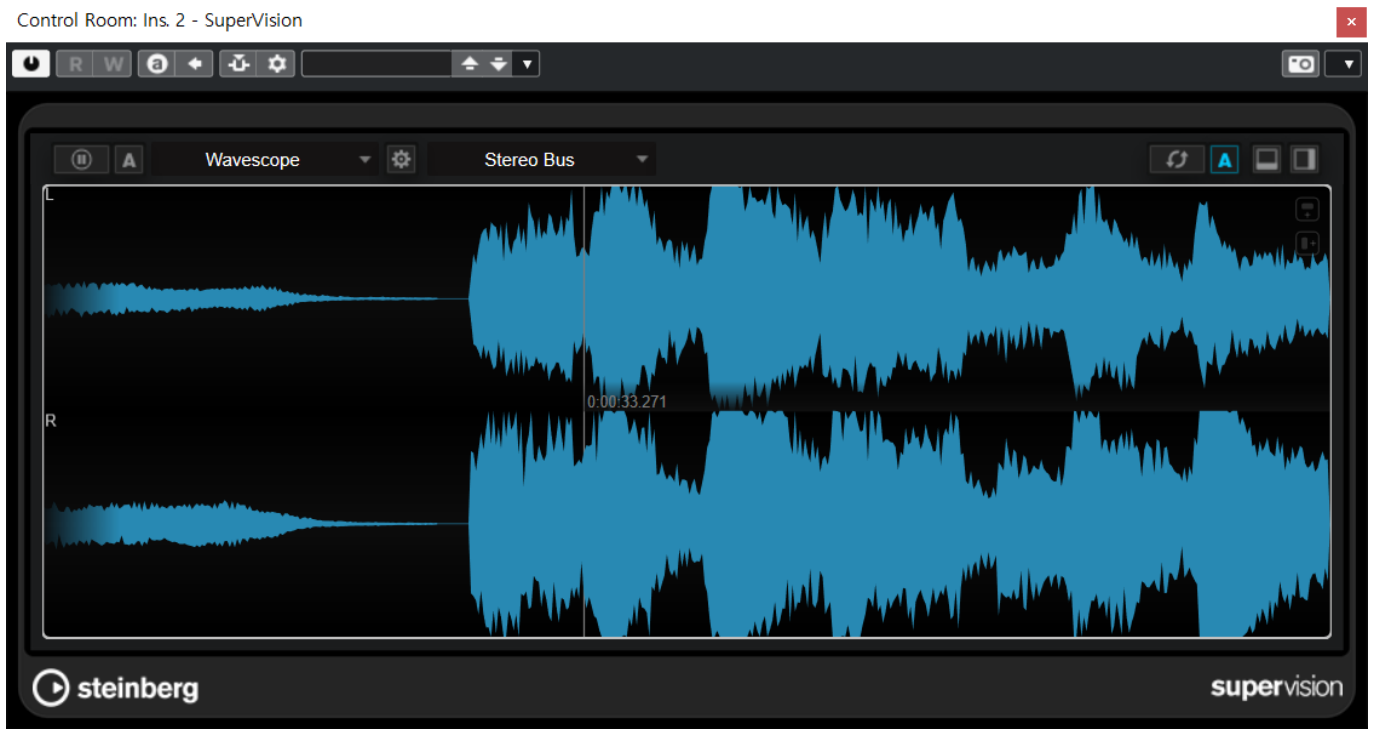 Control Room: Ins. 2 - SuperVision
R W a
A Wavescope Stereo Bus A
L
0:00:33.271
R
steinberg supervision